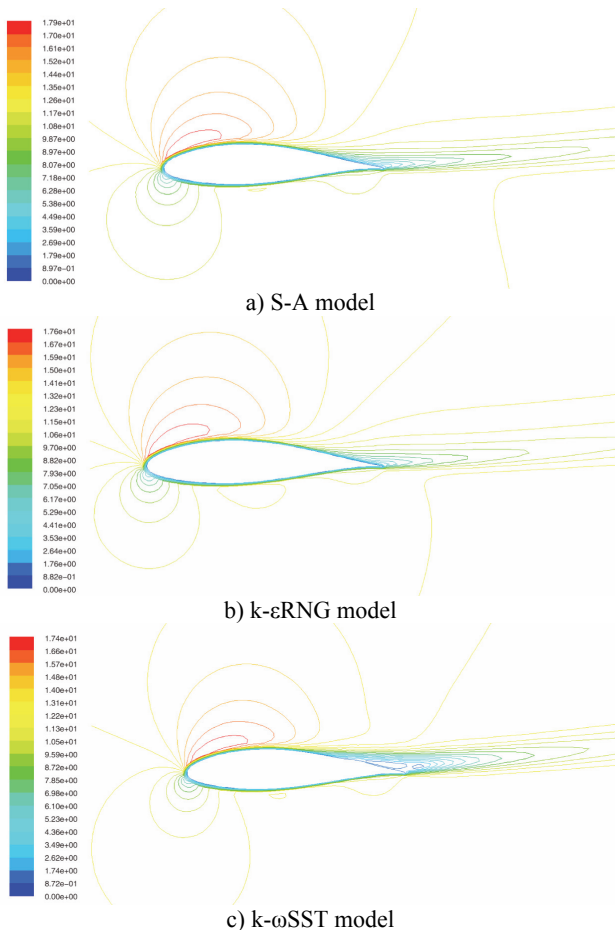 1.79e+01
1.70e+01
1.61e+01
1.52e+01
1.44e+01
1.35e+01
1.26e+01
1.17e+01
1.08e+01
9.87e+00
8.97e+00
8.07e+00
7.18e+00
6.28e+00
5.38e+00
4.49e+00
3.59e+00
2.69e+00
1.79e+00
8.97e-01
0.00e+00
a) S-A model
1.76e+01
1.67e+01
1.59e+01
1.50e+01
1.41e+01
1.32e+01
1.23e+01
1.15e+01
1.06e+01
9.70e+00
8.82e+00
7.93e+00
7.05e+00
6.17e+00
5.29e+00
4.41e+00
3.53e+00
2.64e+00
1.76e+00
8.82e-01
0.00e+00
b) k-εRNG model
1.74e+01
1.66e+01
1.57e+01
1.48e+01
1.40e+01
1.31e+01
1.22e+01
1.13e+01
1.05e+01
9.59e+00
8.72e+00
7.85e+00
6.98e+00
6.10e+00
5.23e+00
4.36e+00
3.49e+00
2.62e+00
1.74e+00
8.72e-01
0.00e+00
c) k-ωSST model